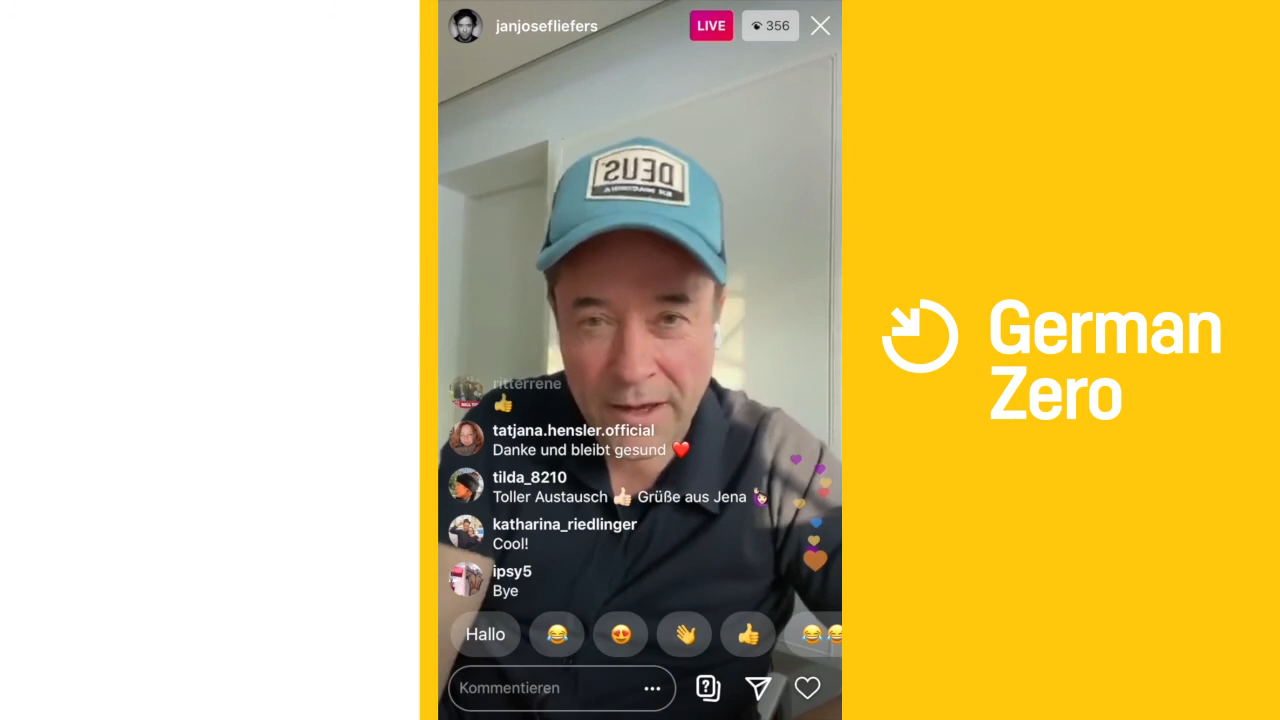 janjosefliefers
LIVE
356
DEUS
ritterrene
tatjana.hensler.official
Danke und bleibt gesund
tilda_8210
Toller Austausch Grüße aus Jena
katharina_riedlinger
Cool!
ipsy5
Bye
Hallo
Kommentieren
German
Zero